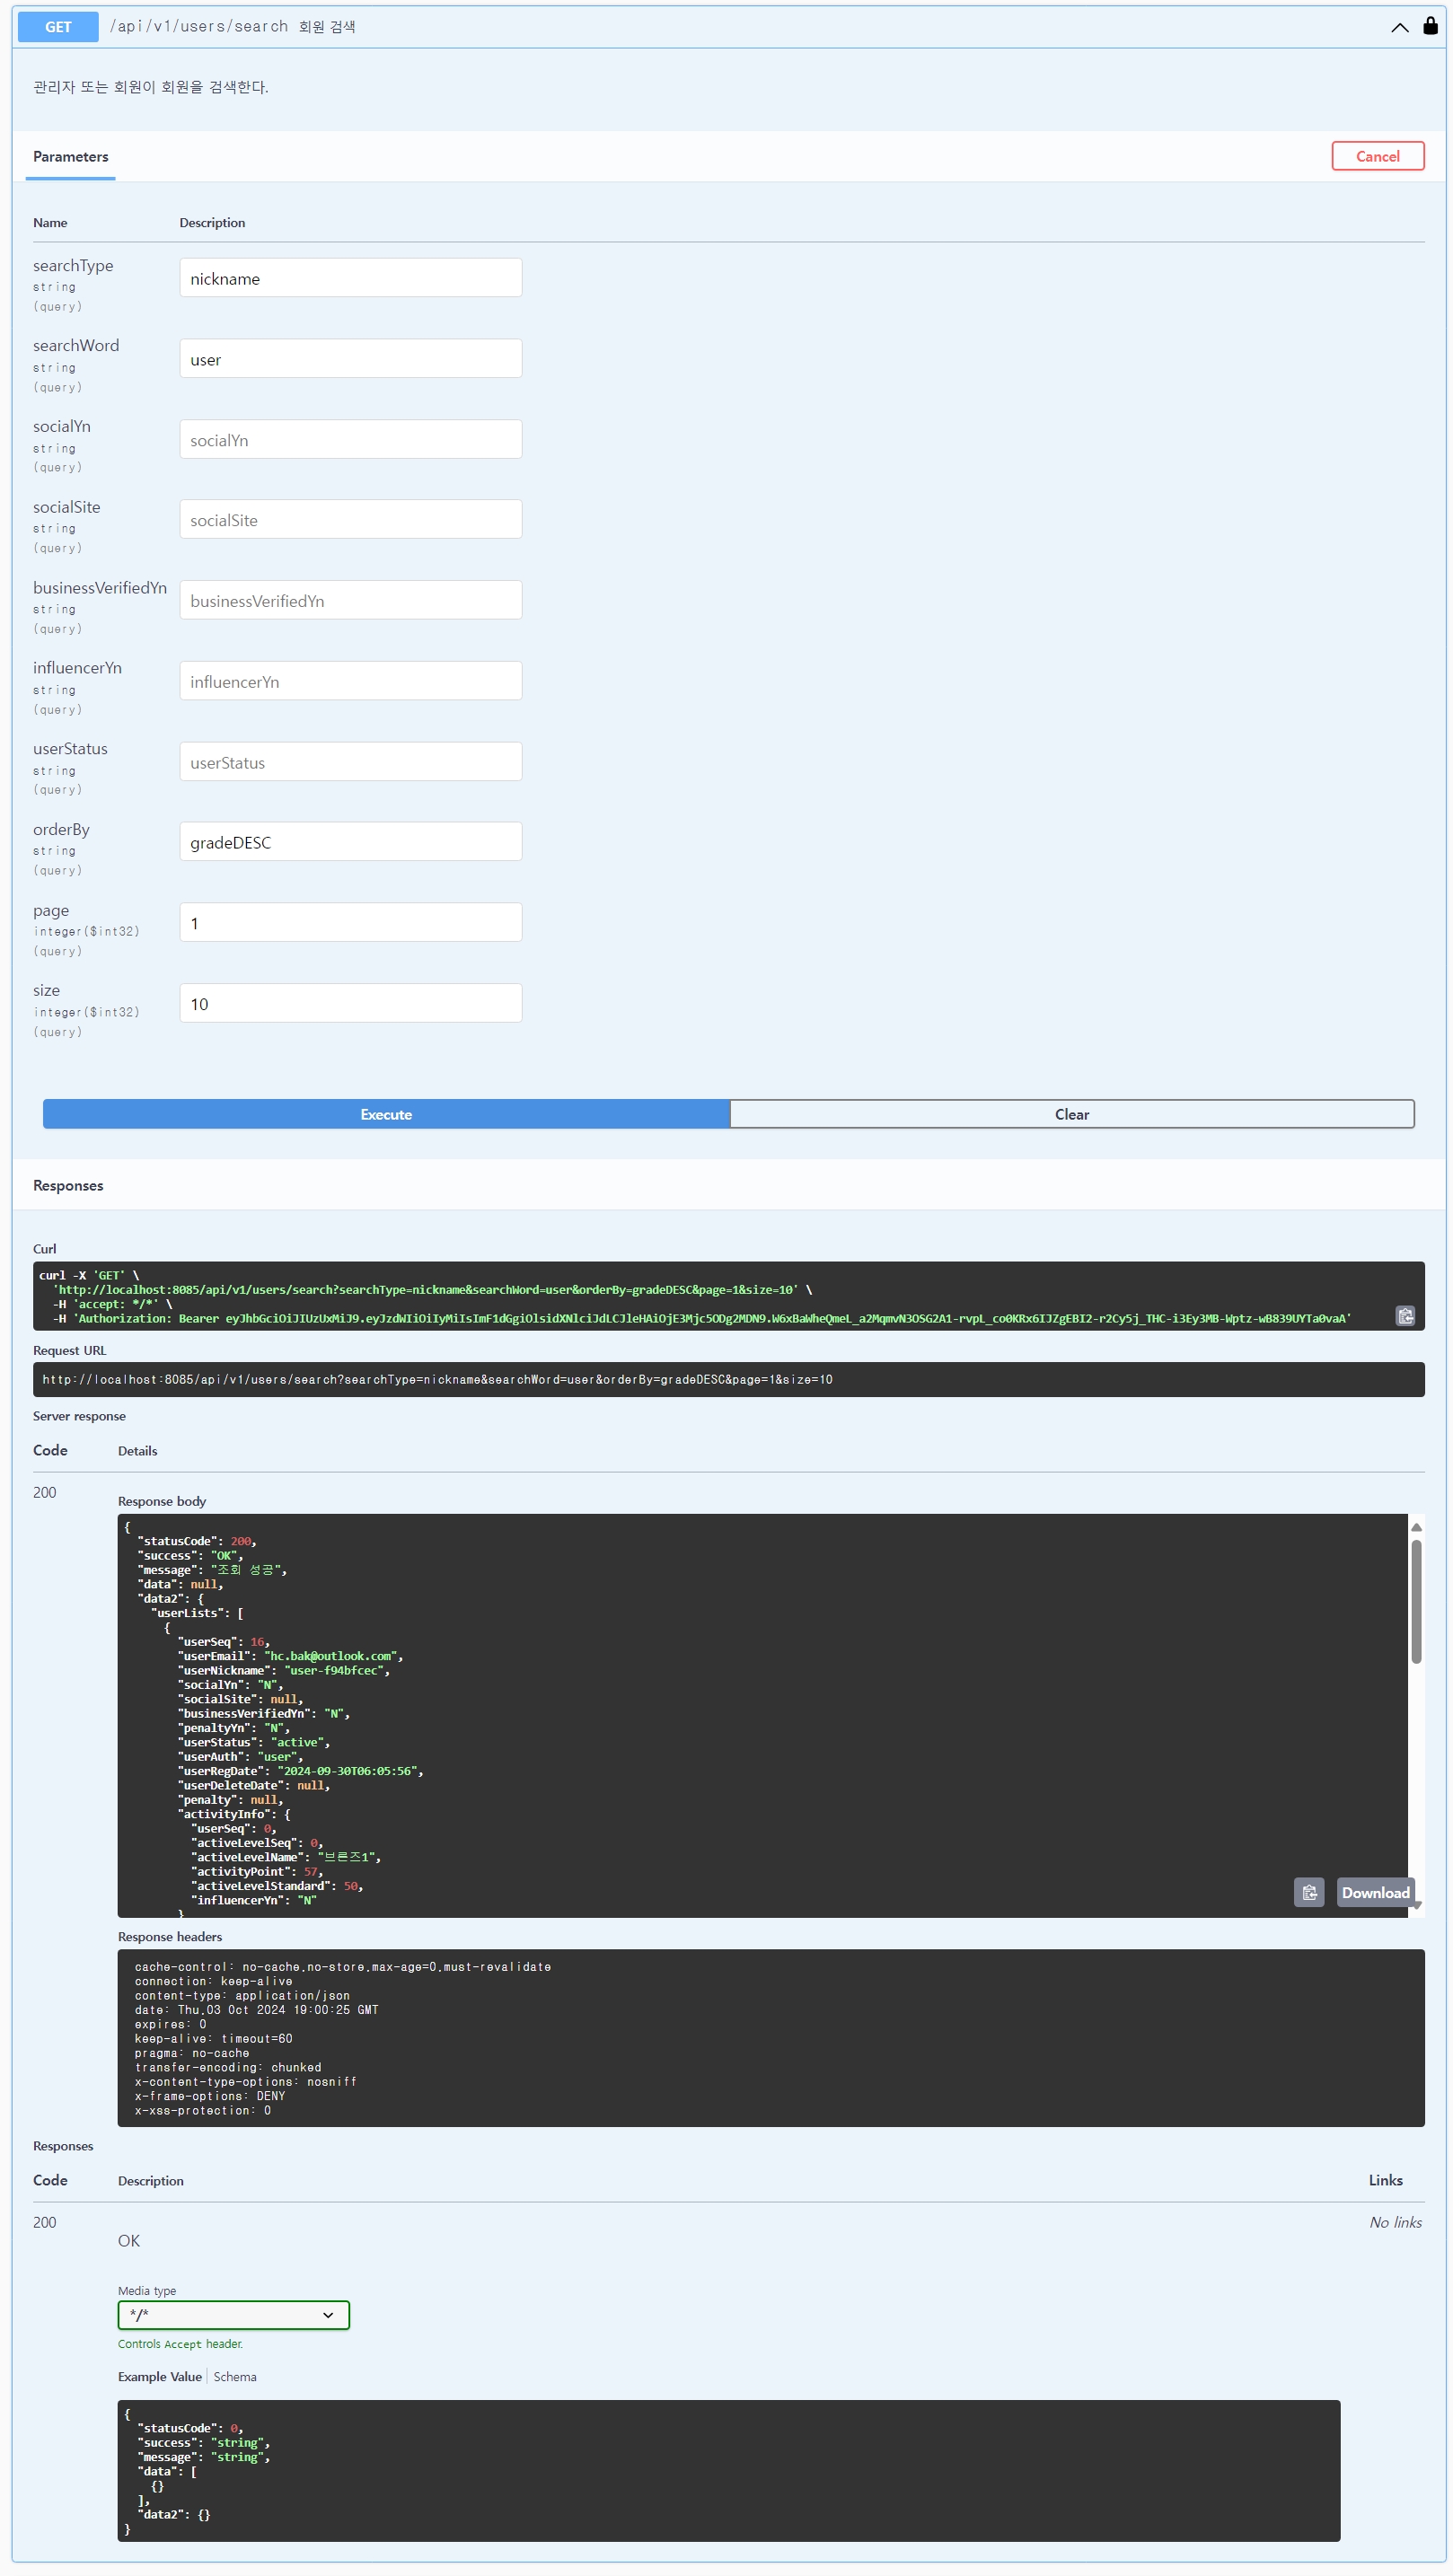 GET /api/v1/users/search 회원 검색
관리자 또는 회원이 회원을 검색한다.
Parameters
Cancel
Name Description
searchType
string
(query)
nickname
searchWord
string
(query)
user
socialYn
string
(query)
socialYn
socialSite
string
(query)
socialSite
businessVerifiedYn
string
(query)
businessVerifiedYn
influencerYn
string
(query)
influencerYn
userStatus
string
(query)
userStatus
orderBy
string
(query)
gradeDESC
page
integer($int32)
(query)
1
size
integer($int32)
(query)
10
Execute Clear
Responses
Curl
curl -X 'GET' \
'http://localhost:8085/api/v1/users/search?searchType=nickname&searchWord=user&orderBy=gradeDESC&page=1&size=10' \
-H 'accept: */*' \
-H 'Authorization: Bearer
Request URL
http://localhost:8085/api/v1/users/search?searchType=nickname&searchWord=user&orderBy=gradeDESC&page=1&size=10
Server response
Code Details
200
Response body
{
"statusCode": 200,
"success": "OK",
"message": "조회 성공",
"data": null,
"data2": {
"userLists": [
{
"userSeq": 16,
"userEmail": "hc.bak@outlook.com",
"userNickname": "user-f94bfcec",
"socialYn": "N",
"socialSite": null,
"businessVerifiedYn": "N",
"penaltyYn": "N",
"userStatus": "active",
"userAuth": "user",
"userRegDate": "2024-09-30T06:05:56",
"userDeleteDate": null,
"penalty": null,
"activityInfo": {
"userSeq": 0,
"activeLevelSeq": 0,
"activeLevelName": "브론즈1",
"activityPoint": 57,
"activeLevelStandard": 50,
"influencerYn": "N"
}
Download
Response headers
cache-control: no-cache,no-store,max-age=0,must-revalidate
connection: keep-alive
content-type: application/json
date: Thu,03 Oct 2024 19:00:25 GMT
expires: 0
keep-alive: timeout=60
pragma: no-cache
transfer-encoding: chunked
x-content-type-options: nosniff
x-frame-options: DENY
x-xss-protection: 0
Responses
Code Description Links
200
OK
No links
Media type
*/*
Controls Accept header.
Example Value Schema
{
"statusCode": 0,
"success": "string",
"message": "string",
"data": [
{}
],
"data2": {}
}